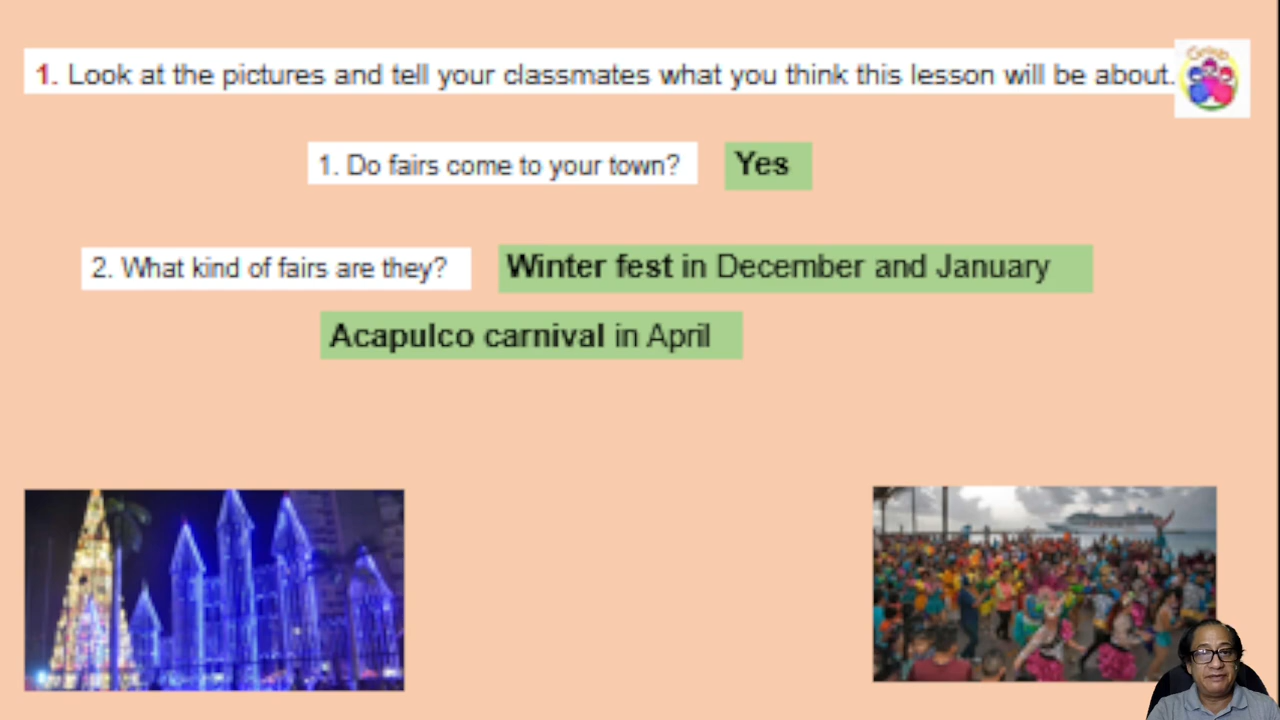 1. Look at the pictures and tell your classmates what you think this lesson will be about.
1. Do fairs come to your town? Yes
2. What kind of fairs are they? Winter fest in December and January
Acapulco carnival in April